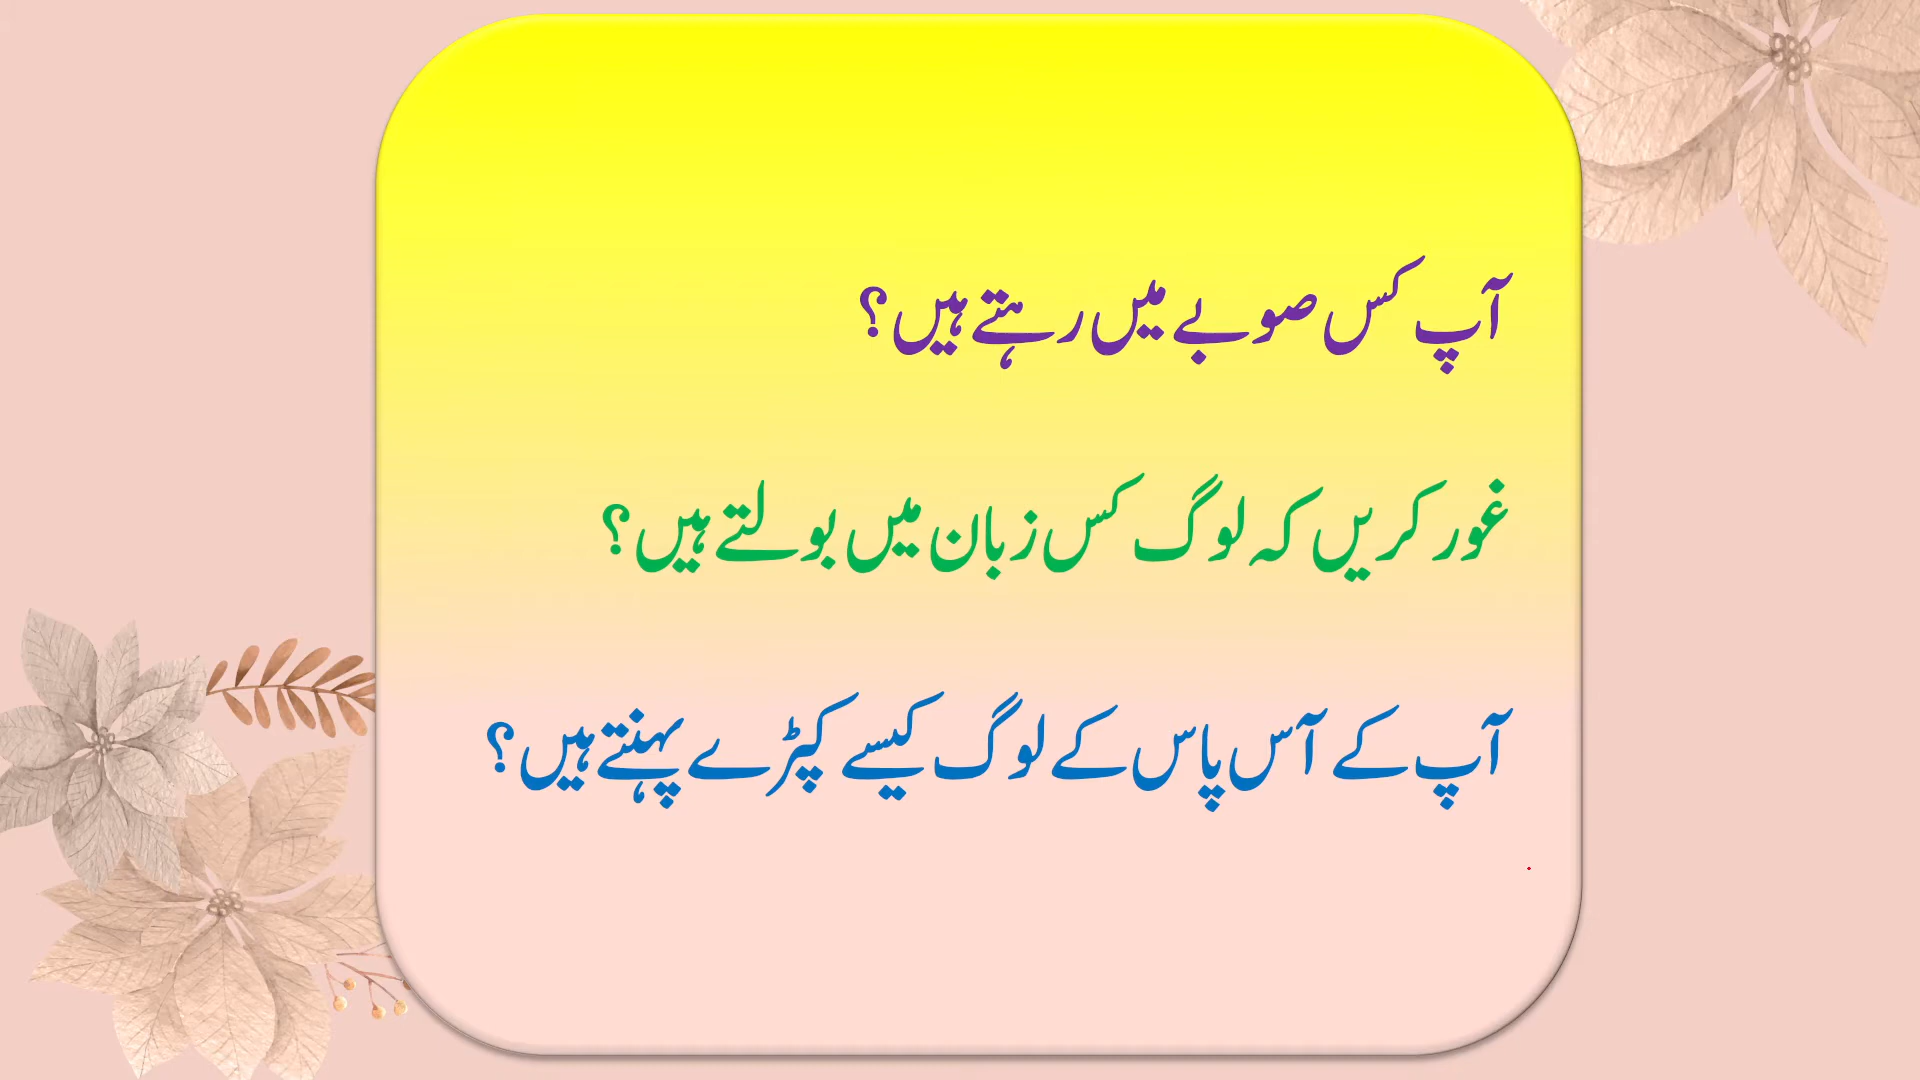 آپ کس صوبے میں رہتے ہیں؟
غور کریں کہ لوگ کس زبان میں بولتے ہیں؟
آپ کے آس پاس کے لوگ کیسے کپڑے پہنتے ہیں؟